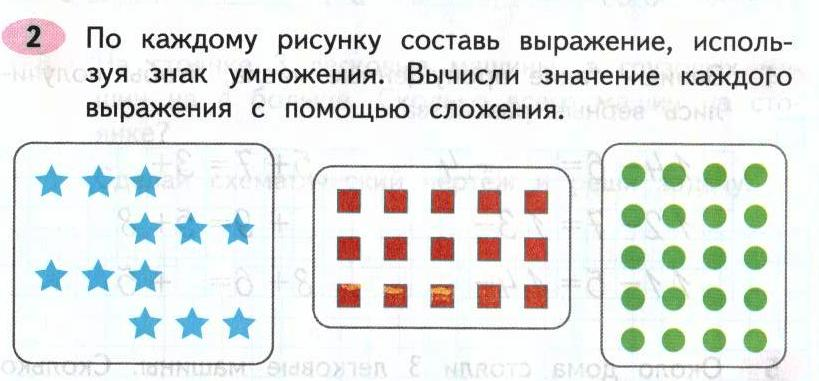 2 По каждому рисунку составь выражение, исполь-
зуя знак умножения. Вычисли значение каждого
выражения с помощью сложения.